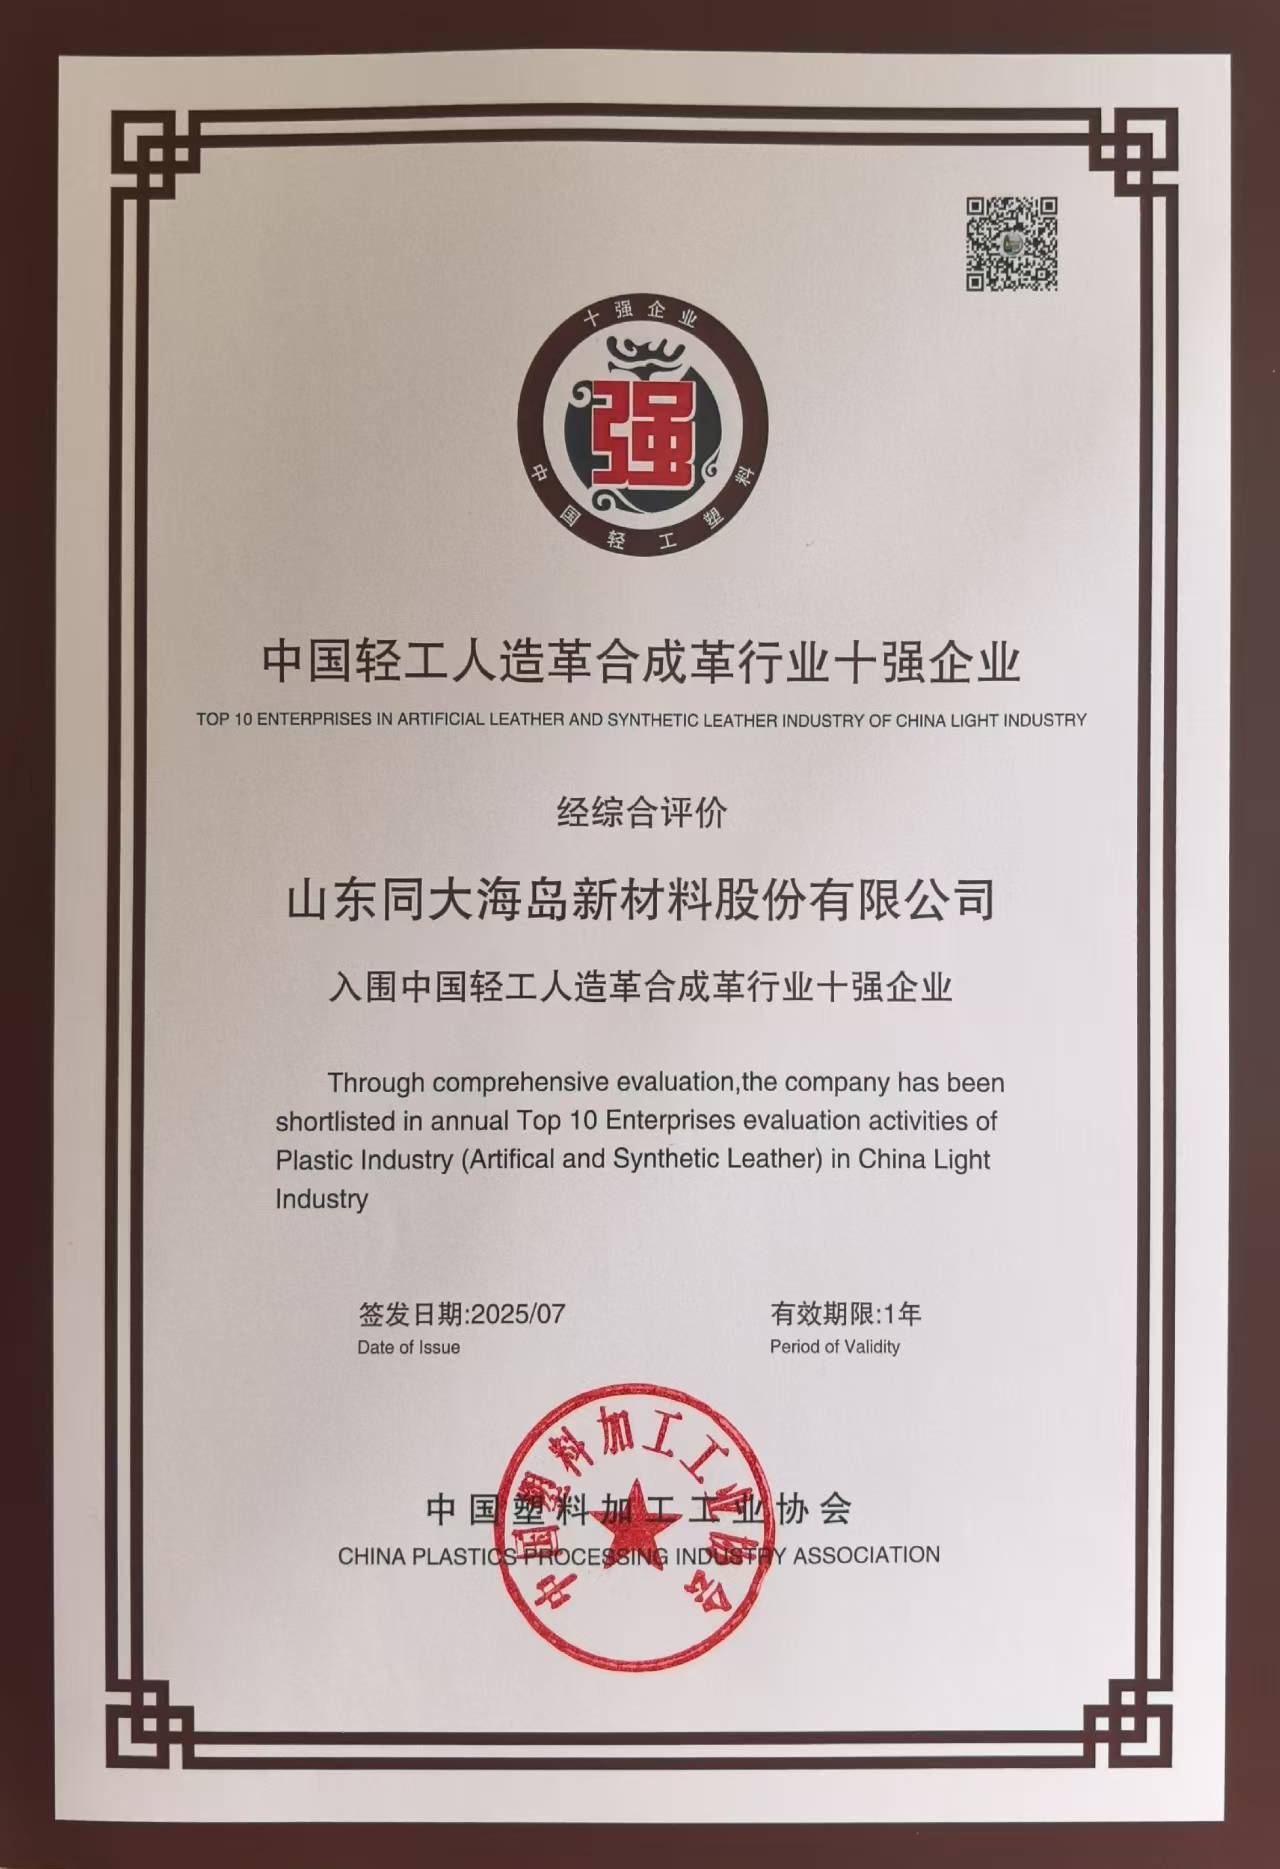 十强企业
强
中国轻工塑料
中国轻工人造革合成革行业十强企业
TOP 10 ENTERPRISES IN ARTIFICIAL LEATHER AND SYNTHETIC LEATHER INDUSTRY OF CHINA LIGHT INDUSTRY
经综合评价
山东同大海岛新材料股份有限公司
入围中国轻工人造革合成革行业十强企业
Through comprehensive evaluation,the company has been
shortlisted in annual Top 10 Enterprises evaluation activities of
Plastic Industry (Artifical and Synthetic Leather) in China Light
Industry
签发日期:2025/07
Date of Issue
有效期限:1年
Period of Validity
中国塑料加工工业协会
CHINA PLASTICS PROCESSING INDUSTRY ASSOCIATION
中国塑料加工工业协会